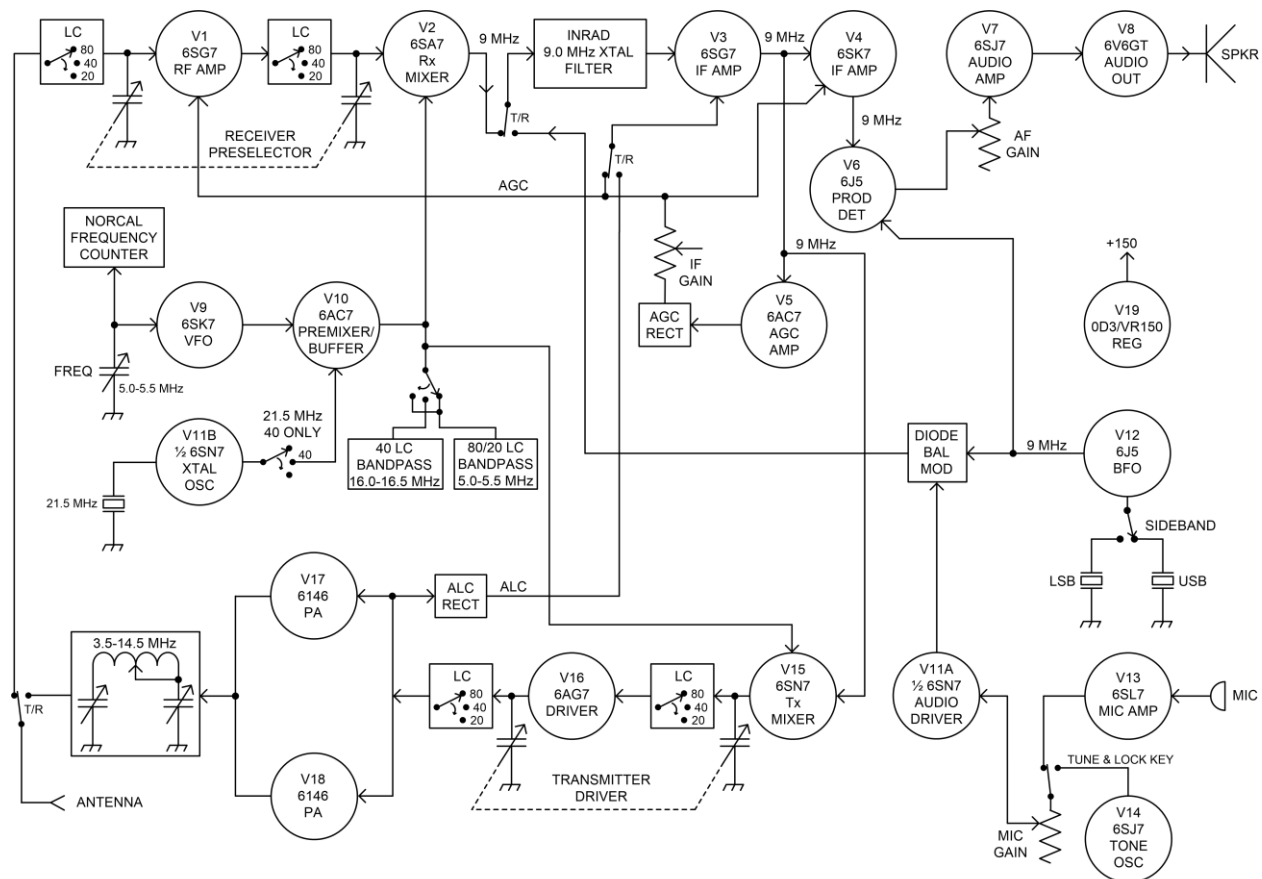 LC
80
40
20
V1
6SG7
RF AMP
LC
80
40
20
V2
6SA7
Rx
MIXER
9 MHz
INRAD
9.0 MHz XTAL
FILTER
V3
6SG7
IF AMP
9 MHz
V4
6SK7
IF AMP
V7
6SJ7
AUDIO
AMP
V8
6V6GT
AUDIO
OUT
SPKR
T/R
RECEIVER
PRESELECTOR
T/R
9 MHz
AF
GAIN
V6
6J5
PROD
DET
AGC
NORCAL
FREQUENCY
COUNTER
IF
GAIN
9 MHz
+150
V9
6SK7
VFO
V10
6AC7
PREMIXER/
BUFFER
AGC
RECT
V5
6AC7
AGC
AMP
V19
0D3/VR150
REG
FREQ
5.0-5.5 MHz
21.5 MHz
40 ONLY
40
V11B
½ 6SN7
XTAL
OSC
40 LC
BANDPASS
16.0-16.5 MHz
80/20 LC
BANDPASS
5.0-5.5 MHz
DIODE
BAL
MOD
9 MHz
V12
6J5
BFO
21.5 MHz
SIDEBAND
LSB
USB
V17
6146
PA
ALC
RECT
ALC
3.5-14.5 MHz
T/R
LC
80
40
20
V16
6AG7
DRIVER
LC
80
40
20
V15
6SN7
Tx
MIXER
V11A
½ 6SN7
AUDIO
DRIVER
V13
6SL7
MIC AMP
MIC
TUNE & LOCK KEY
TRANSMITTER
DRIVER
V18
6146
PA
ANTENNA
MIC
GAIN
V14
6SJ7
TONE
OSC